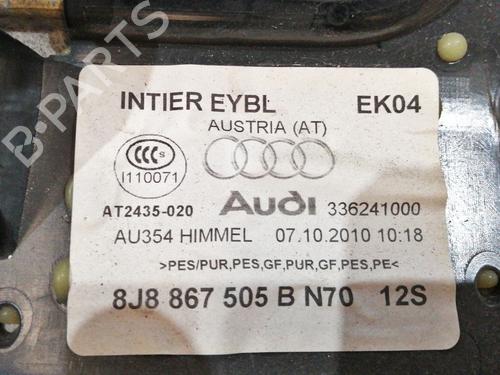 B-PARTS
INTIER EYBL EK04
AUSTRIA (AT)
CCC S
I110071
AT2435-020 Audi 336241000
AU354 HIMMEL 07.10.2010 10:18
>PES/PUR,PES,GF,PUR,GF,PES,PE<
8J8 867 505 B N70 12S